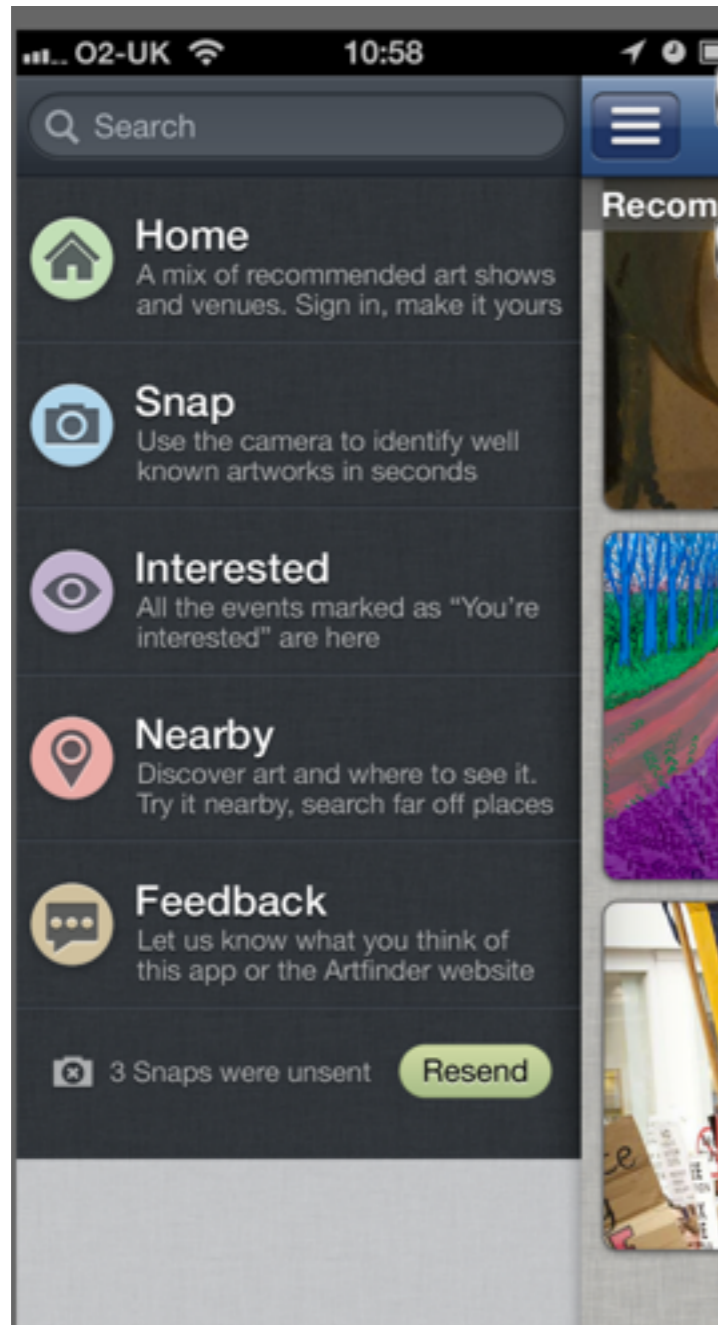 O2-UK 10:58
Search
Recom
Home
A mix of recommended art shows
and venues. Sign in, make it yours
Snap
Use the camera to identify well
known artworks in seconds
Interested
All the events marked as “You’re
interested” are here
Nearby
Discover art and where to see it.
Try it nearby, search far off places
Feedback
Let us know what you think of
this app or the Artfinder website
3 Snaps were unsent Resend